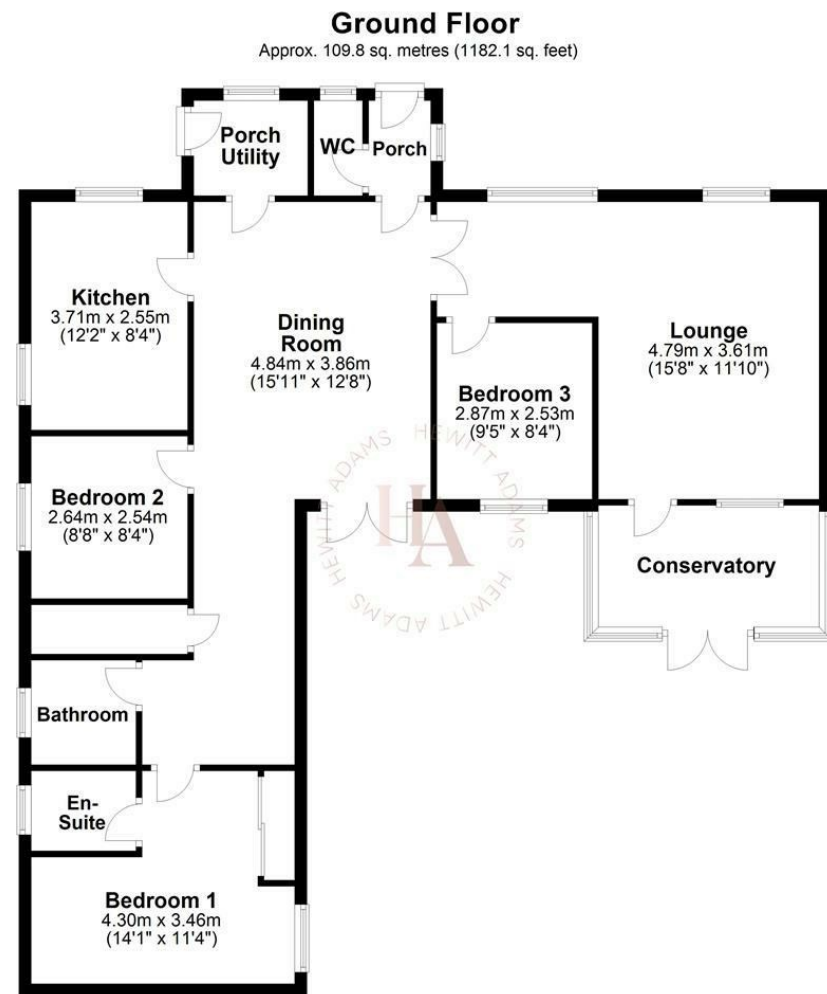 Ground Floor
Approx. 109.8 sq. metres (1182.1 sq. feet)
Porch
Utility
WC
Porch
Kitchen
3.71m x 2.55m
(12'2" x 8'4")
Dining
Room
4.84m x 3.86m
(15'11" x 12'8")
Lounge
4.79m x 3.61m
(15'8" x 11'10")
Bedroom 3
2.87m x 2.53m
(9'5" x 8'4")
Bedroom 2
2.64m x 2.54m
(8'8" x 8'4")
HEWITT ADAMS HEWITT ADAMS HEWITT ADAMS
HA
Conservatory
Bathroom
En-
Suite
Bedroom 1
4.30m x 3.46m
(14'1" x 11'4")